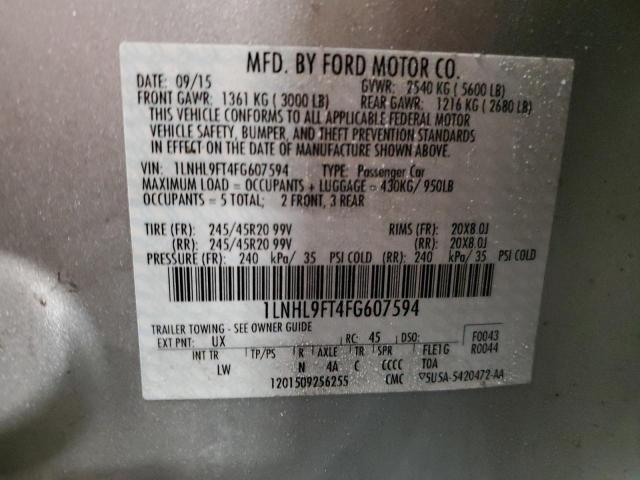 MFD. BY FORD MOTOR CO.
DATE: 09/15 GVWR: 2540 KG (5600 LB)
FRONT GAWR: 1361 KG (3000 LB) REAR GAWR: 1216 KG (2680 LB)
THIS VEHICLE CONFORMS TO ALL APPLICABLE FEDERAL MOTOR
VEHICLE SAFETY, BUMPER, AND THEFT PREVENTION STANDARDS
IN EFFECT ON THE DATE OF MANUFACTURE SHOWN ABOVE.
VIN: 1LNHL9FT4FG607594 TYPE: Passenger Car
MAXIMUM LOAD = OCCUPANTS + LUGGAGE = 430KG/ 950LB
OCCUPANTS = 5 TOTAL; 2 FRONT, 3 REAR
TIRE (FR): 245/45R20 99V RIMS (FR): 20X8.0J
(RR): 245/45R20 99V (RR): 20X8.0J
PRESSURE (FR): 240 kPa/ 35 PSI COLD (RR): 240 kPa/ 35 PSI COLD
1LNHL9FT4FG607594
TRAILER TOWING - SEE OWNER GUIDE
EXT PNT: UX RC: 45 DSO: F0043
INT TR TP/PS R AXLE TR SPR FLE1G R0044
LW N 4A C CCCC TOA
1201509256255 CMC ▽5U5A-5420472-AA